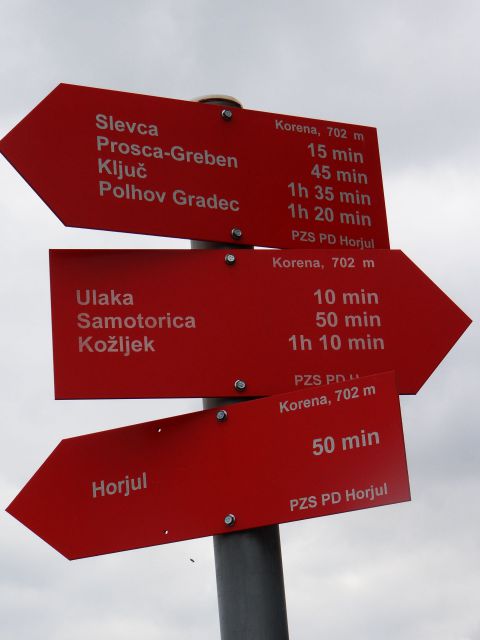 Korena, 702 m
Slevca 15 min
Prosca-Greben 45 min
Ključ 1h 35 min
Polhov Gradec 1h 20 min
PZS PD Horjul
Korena, 702 m
Ulaka 10 min
Samotorica 50 min
Kožljek 1h 10 min
PZS PD
Korena, 702 m
Horjul 50 min
PZS PD Horjul